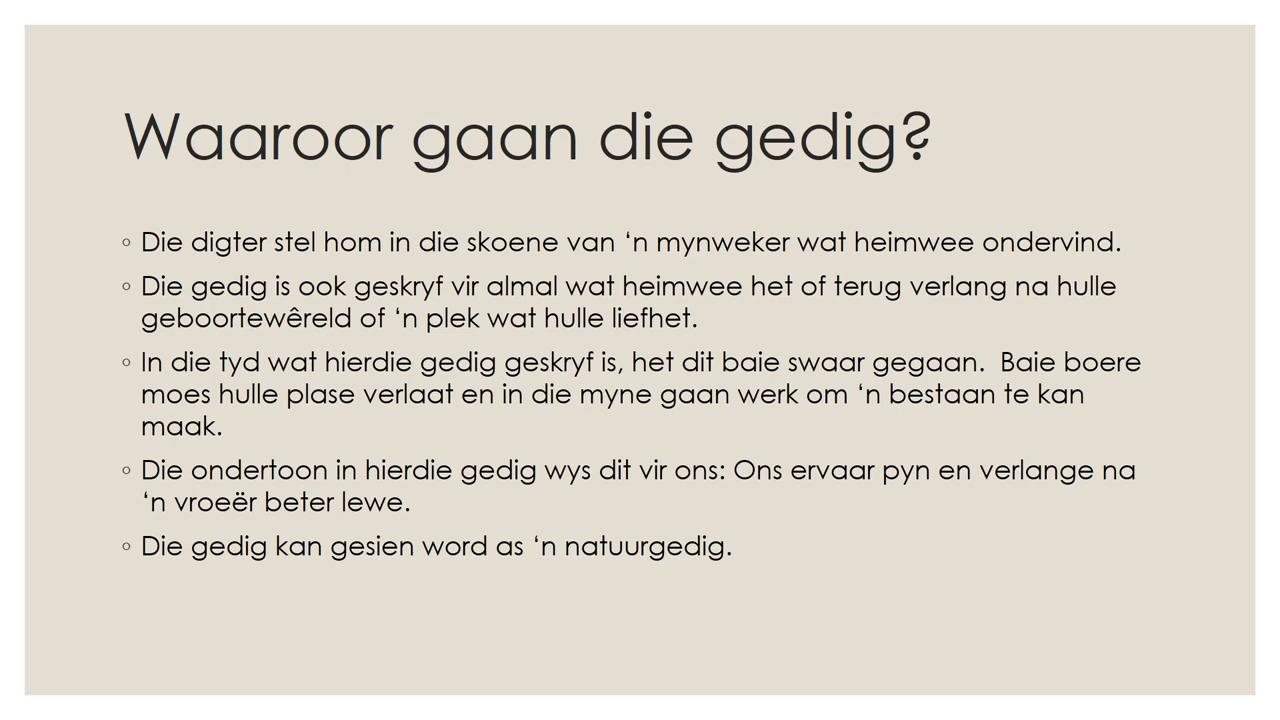 Waaroor gaan die gedig?
◦ Die digter stel hom in die skoene van ‘n mynweker wat heimwee ondervind.
◦ Die gedig is ook geskryf vir almal wat heimwee het of terug verlang na hulle
geboortewêreld of ‘n plek wat hulle liefhet.
◦ In die tyd wat hierdie gedig geskryf is, het dit baie swaar gegaan.  Baie boere
moes hulle plase verlaat en in die myne gaan werk om ‘n bestaan te kan
maak.
◦ Die ondertoon in hierdie gedig wys dit vir ons: Ons ervaar pyn en verlange na
‘n vroeër beter lewe.
◦ Die gedig kan gesien word as ‘n natuurgedig.